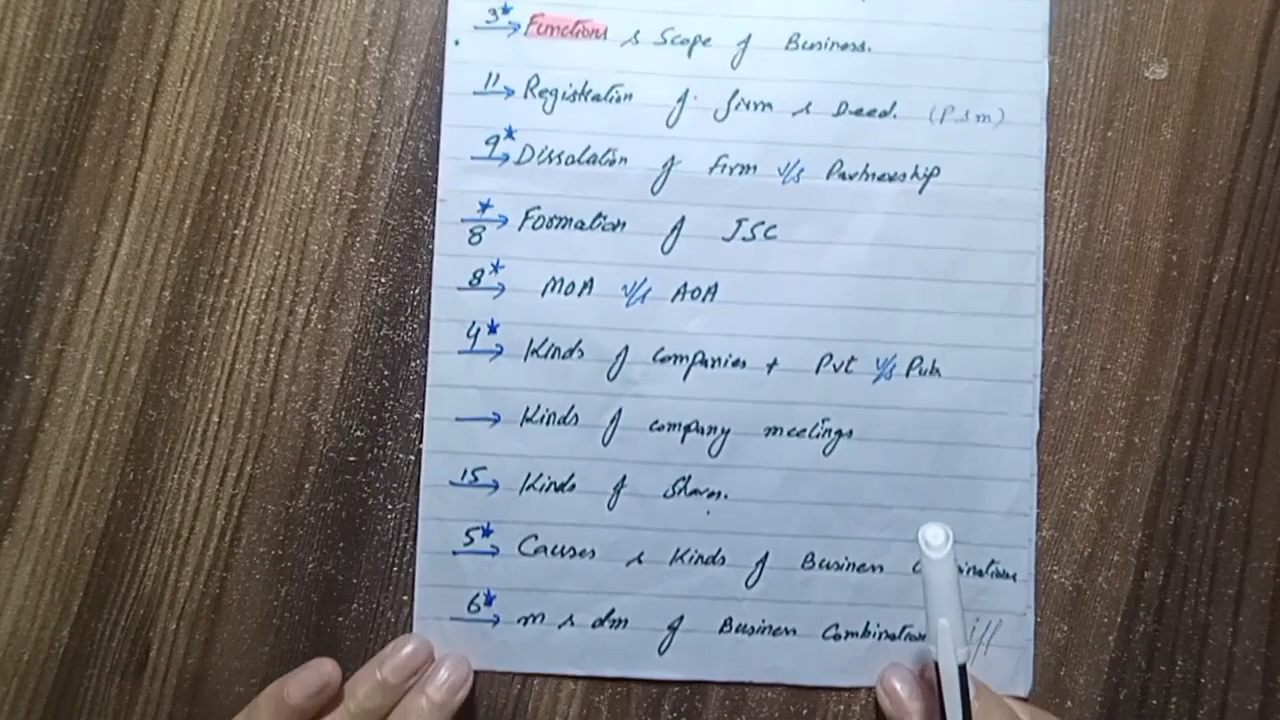 3* → Functions & Scope of Business.
11 → Registration of firm & Deed. (P&m)
9* → Dissolation of firm v/s Partnership
*/8 → Formation of JSC
8* → MOA v/s AOA
4* → Kinds of companies + Pvt v/s Pub
→ Kinds of company meetings
15 → Kinds of Shares.
5* → Causes & Kinds of Business
6* → m & dm of Business Combination